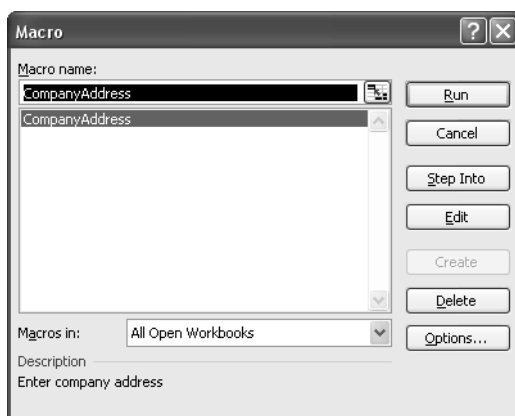 Macro
Macro name:
CompanyAddress
CompanyAddress
Run
Cancel
Step Into
Edit
Create
Delete
Options...
Macros in: All Open Workbooks
Description
Enter company address